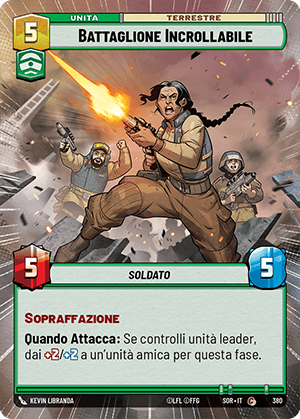 5
UNITÀ
TERRESTRE
BATTAGLIONE INCROLLABILE
5
SOLDATO
5
SOPRAFFAZIONE
Quando Attacca: Se controlli unità leader,
dai +2/+2 a un'unità amica per questa fase.
KEVIN LIBRANDA
©LFL ©FFG
SOR • IT
C
380